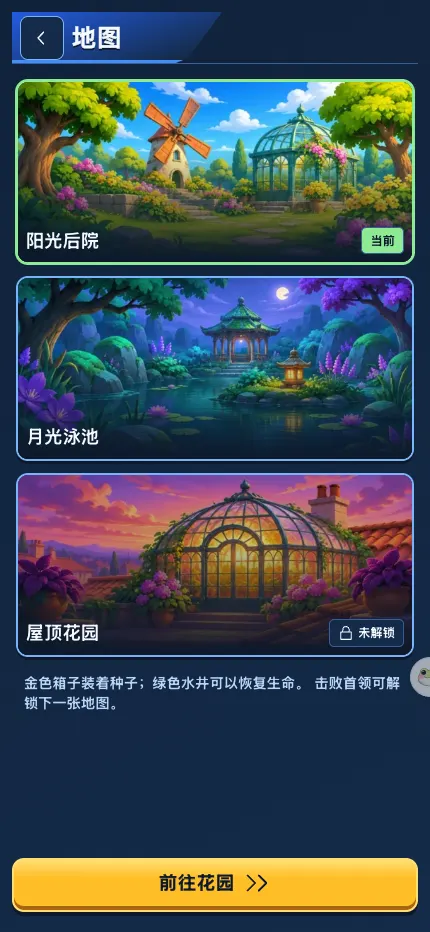 地图
阳光后院
当前
月光泳池
屋顶花园
未解锁
金色箱子装着种子；绿色水井可以恢复生命。 击败首领可解
锁下一张地图。
前往花园